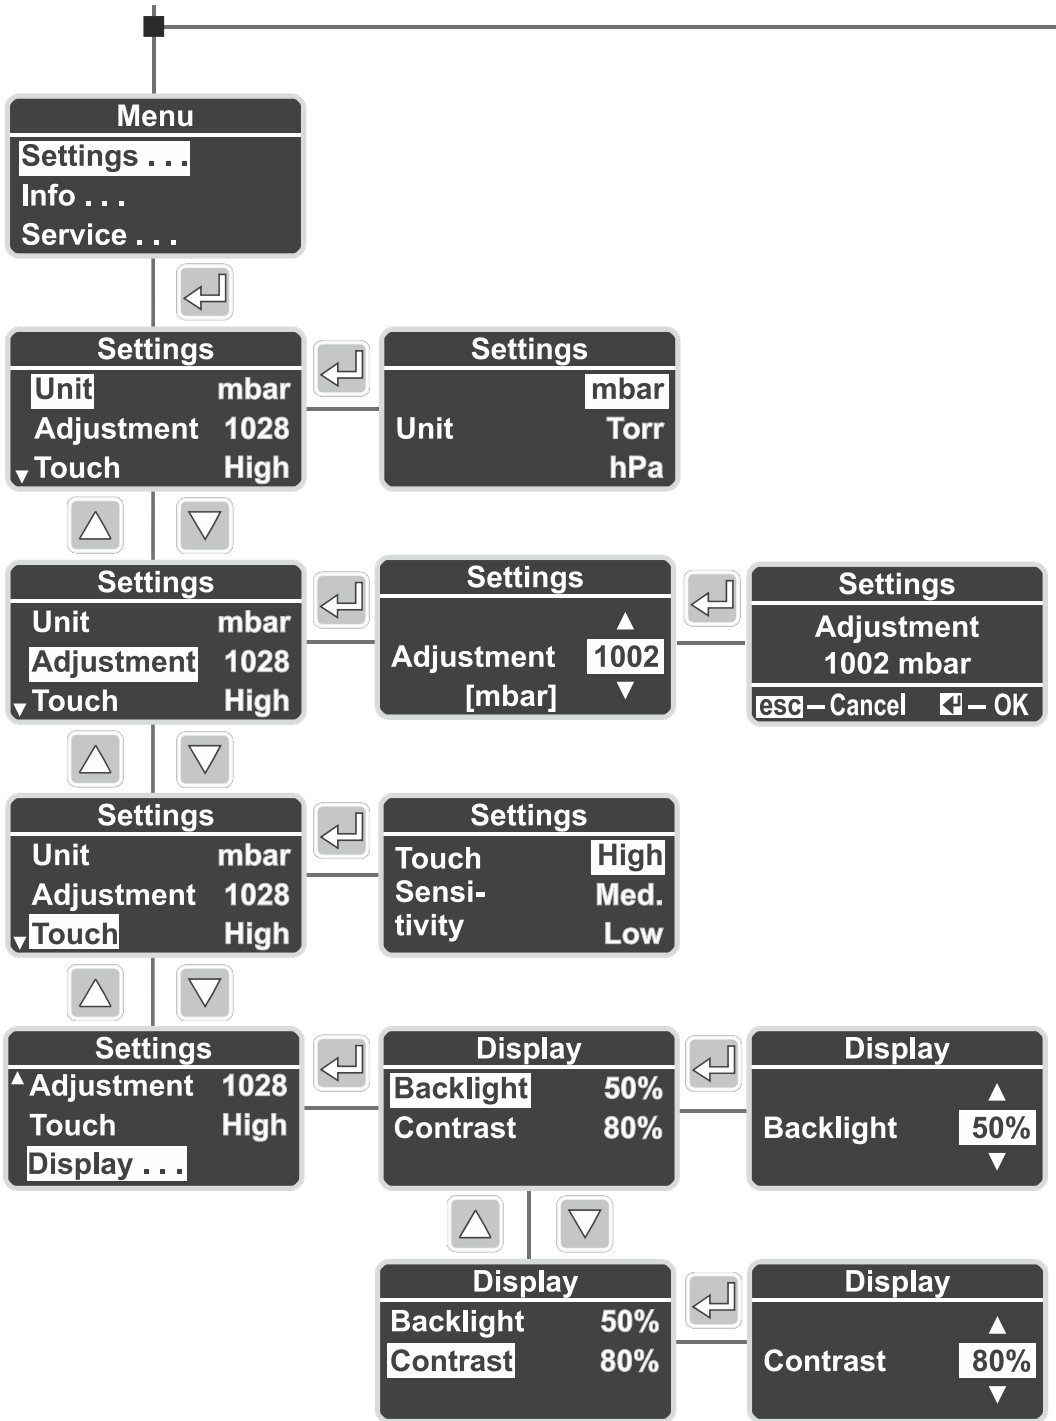 Menu
Settings . . .
Info . . .
Service . . .
Settings
Unit mbar
Adjustment 1028
Touch High
Settings
mbar
Unit Torr
hPa
Settings
Unit mbar
Adjustment 1028
Touch High
Settings
Adjustment 1002
[mbar]
Settings
Adjustment
1002 mbar
esc – Cancel – OK
Settings
Unit mbar
Adjustment 1028
Touch High
Settings
Touch High
Sensi- Med.
tivity Low
Settings
Adjustment 1028
Touch High
Display . . .
Display
Backlight 50%
Contrast 80%
Display
Backlight 50%
Display
Backlight 50%
Contrast 80%
Display
Contrast 80%